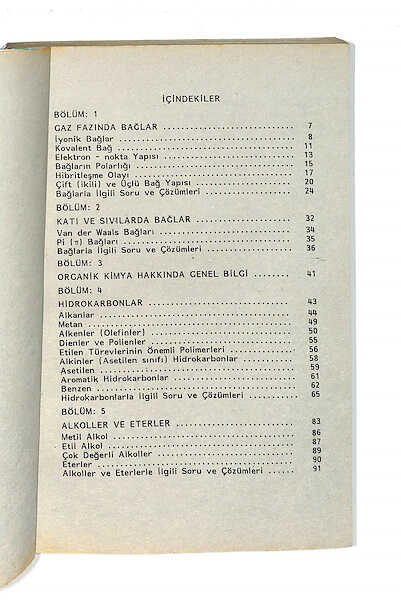 İÇİNDEKİLER
BÖLÜM: 1
GAZ FAZINDA BAĞLAR ........................ 7
İyonik Bağlar ........................ 8
Kovalent Bağ ........................ 11
Elektron - nokta Yapısı ........................ 13
Bağların Polarlığı ........................ 15
Hibritleşme Olayı ........................ 17
Çift (ikili) ve Üçlü Bağ Yapısı ........................ 20
Bağlarla İlgili Soru ve Çözümleri ........................ 24
BÖLÜM: 2
KATI VE SIVILARDA BAĞLAR ........................ 32
Van der Waals Bağları ........................ 34
Pi (π) Bağları ........................ 35
Bağlarla İlgili Soru ve Çözümleri ........................ 36
BÖLÜM: 3
ORGANİK KİMYA HAKKINDA GENEL BİLGİ ....... 41
BÖLÜM: 4
HİDROKARBONLAR ........................ 43
Alkanlar ........................ 44
Metan ........................ 49
Alkenler (Olefinler) ........................ 50
Dienler ve Polienler ........................ 55
Etilen Türevlerinin Önemli Polimerleri ............ 56
Alkinler (Asetilen sınıfı) Hidrokarbonlar ......... 58
Asetilen ........................ 59
Aromatik Hidrokarbonlar ........................ 61
Benzen ........................ 62
Hidrokarbonlarla İlgili Soru ve Çözümleri ......... 65
BÖLÜM: 5
ALKOLLER VE ETERLER ........................ 83
Metil Alkol ........................ 86
Etil Alkol ........................ 87
Çok Değerli Alkoller ........................ 89
Eterler ........................ 90
Alkoller ve Eterlerle İlgili Soru ve Çözümleri ...... 91